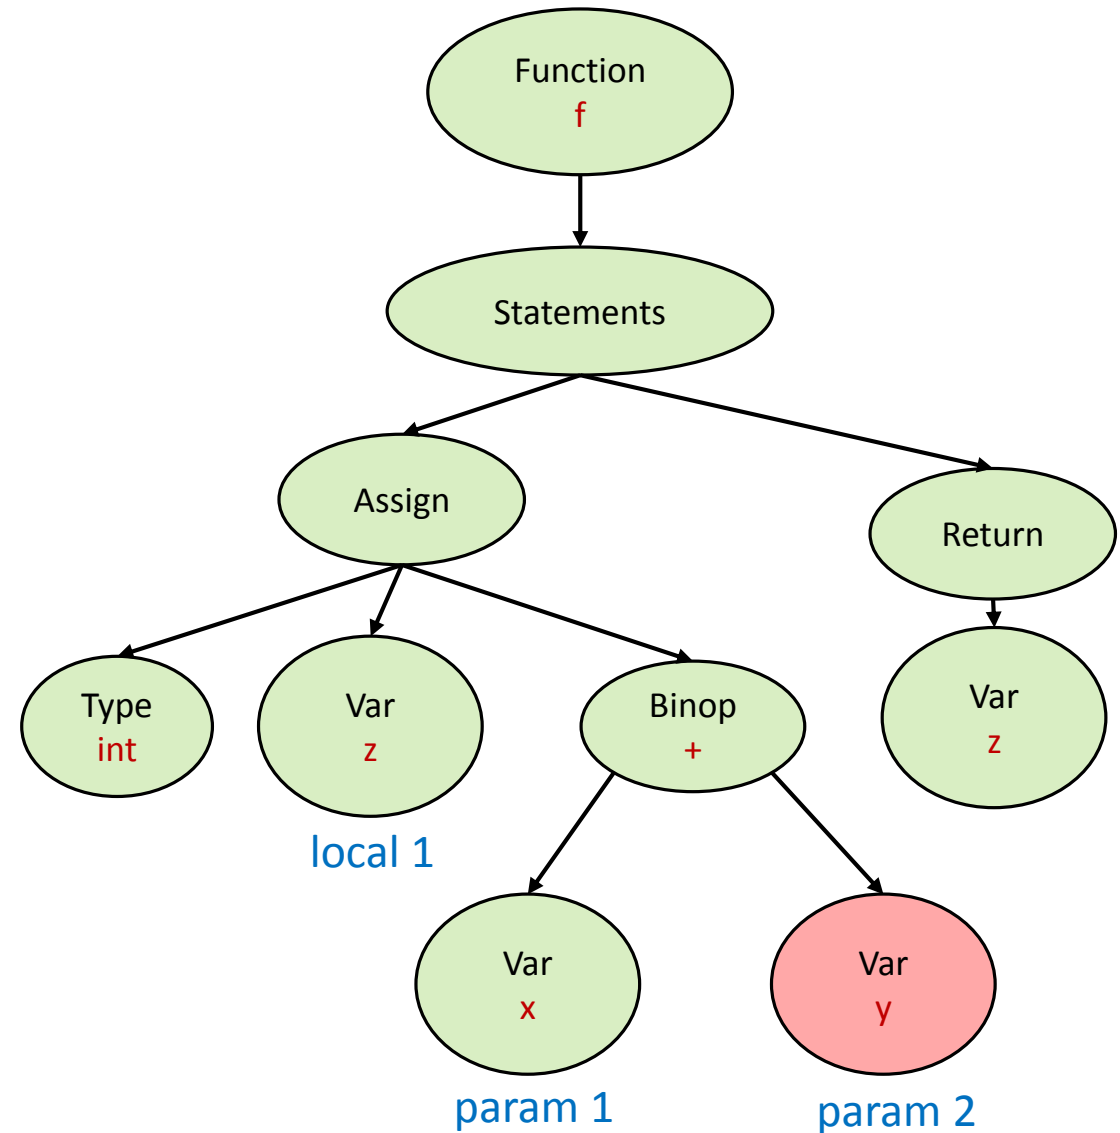 Function
f
Statements
Assign
Return
Type
int
Var
z
local 1
Binop
+
Var
z
Var
x
param 1
Var
y
param 2